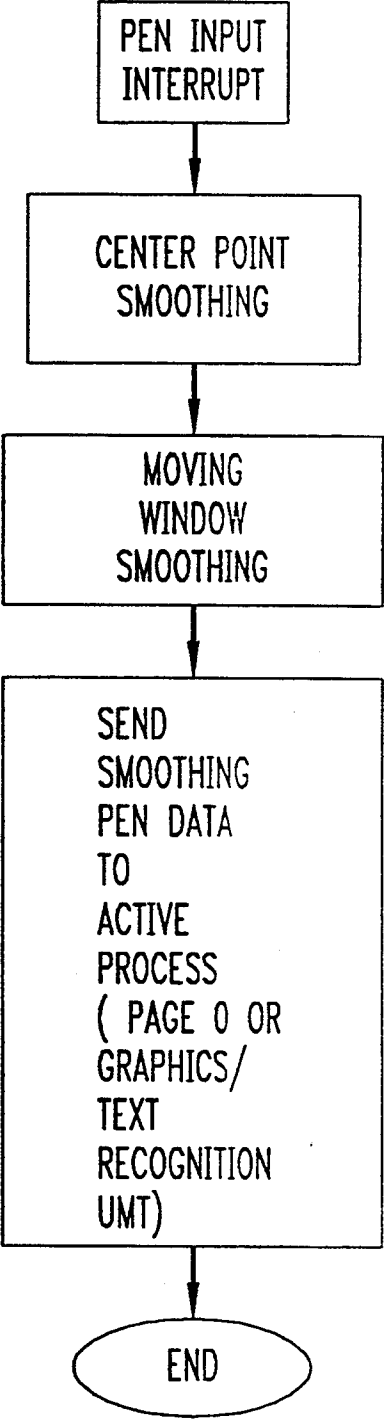 PEN INPUT
INTERRUPT
CENTER POINT
SMOOTHING
MOVING
WINDOW
SMOOTHING
SEND
SMOOTHING
PEN DATA
TO
ACTIVE
PROCESS
( PAGE 0 OR
GRAPHICS/
TEXT
RECOGNITION
UMT)
END